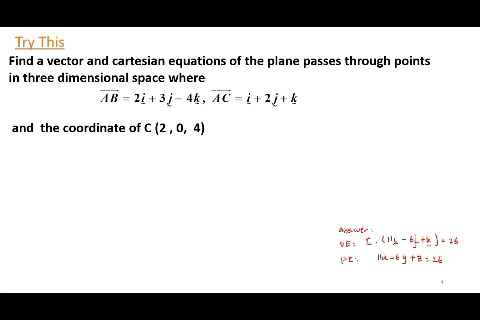 Try This
Find a vector and cartesian equations of the plane passes through points
in three dimensional space where
AB = 2i + 3j − 4k , AC = i + 2j + k
and the coordinate of C (2 , 0, 4)
answer:
VE: r · (11i − 6j + k) = 26
11x − 6y + z = 26